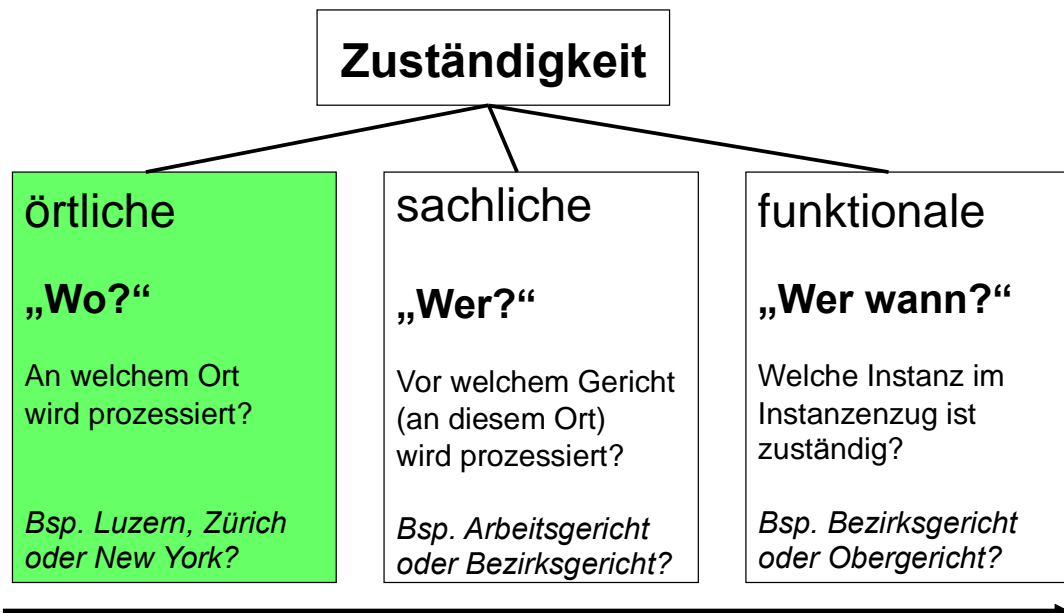 Zuständigkeit
örtliche
„Wo?“
An welchem Ort
wird prozessiert?
Bsp. Luzern, Zürich
oder New York?
sachliche
„Wer?“
Vor welchem Gericht
(an diesem Ort)
wird prozessiert?
Bsp. Arbeitsgericht
oder Bezirksgericht?
funktionale
„Wer wann?“
Welche Instanz im
Instanzenzug ist
zuständig?
Bsp. Bezirksgericht
oder Obergericht?